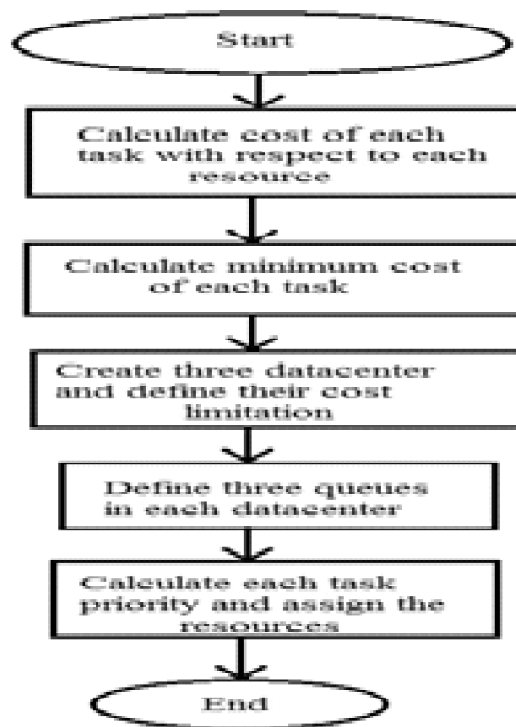 Start
Calculate cost of each
task with respect to each
resource
Calculate minimum cost
of each task
Create three datacenter
and define their cost
limitation
Define three queues
in each datacenter
Calculate each task
priority and assign the
resources
End